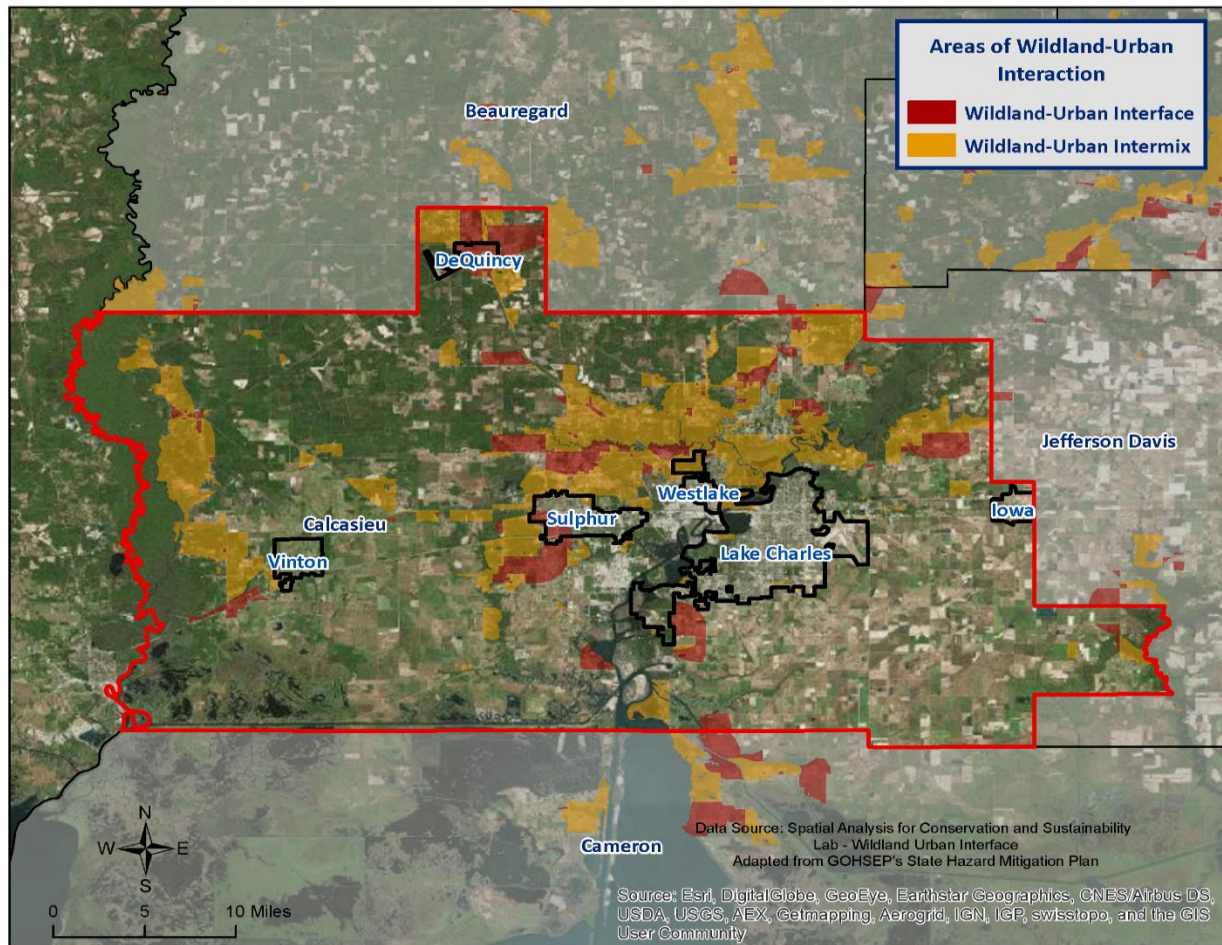 Areas of Wildland-Urban
Interaction
Wildland-Urban Interface
Wildland-Urban Intermix
Beauregard
DeQuincy
Jefferson Davis
Westlake
Iowa
Sulphur
Calcasieu
Lake Charles
Vinton
N
W E
S
Cameron
Data Source: Spatial Analysis for Conservation and Sustainability
Lab - Wildland Urban Interface
Adapted from GOHSEP's State Hazard Mitigation Plan
0 5 10 Miles
Source: Esri, DigitalGlobe, GeoEye, Earthstar Geographics, CNES/Airbus DS,
USDA, USGS, AEX, Getmapping, Aerogrid, IGN, IGP, swisstopo, and the GIS
User Community